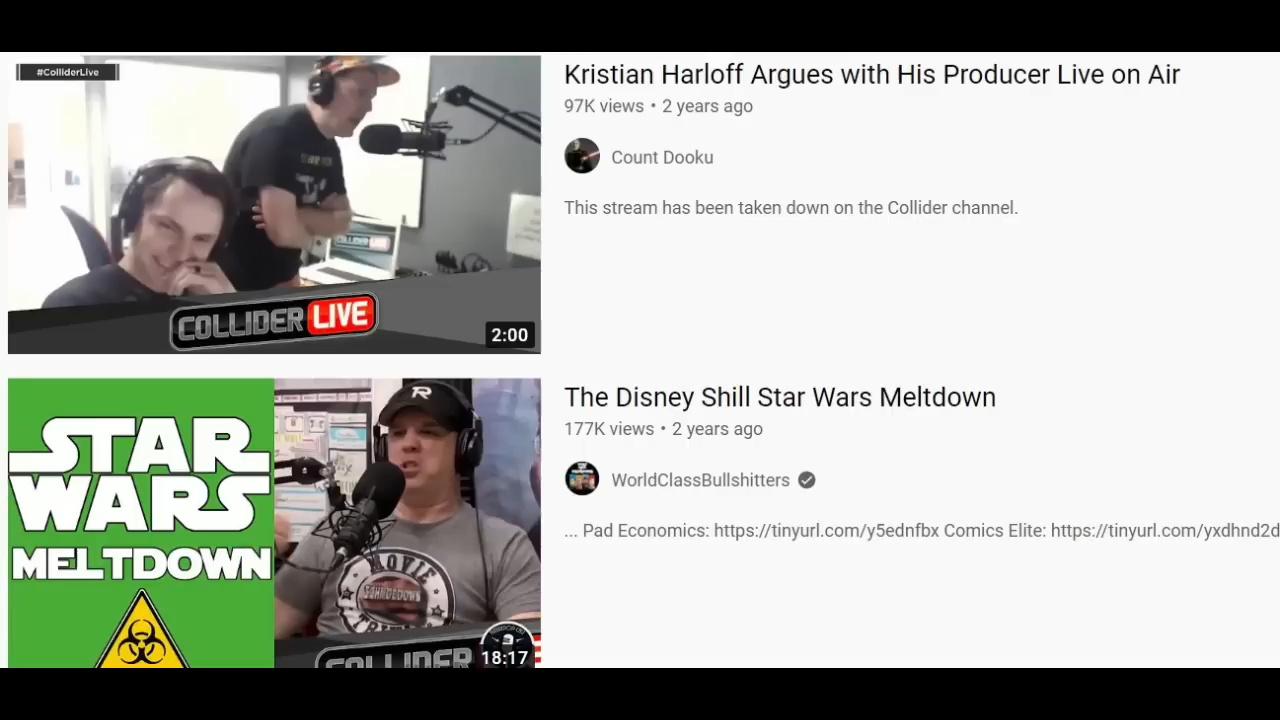 #ColliderLive
COLLIDER LIVE
2:00
Kristian Harloff Argues with His Producer Live on Air
97K views • 2 years ago
Count Dooku
This stream has been taken down on the Collider channel.
STAR
WARS
MELTDOWN
R
MOVIE
SCHMOEDOWN
COLLIDER
18:17
The Disney Shill Star Wars Meltdown
177K views • 2 years ago
WorldClassBullshitters
... Pad Economics: https://tinyurl.com/y5ednfbx Comics Elite: https://tinyurl.com/yxdhnd2d